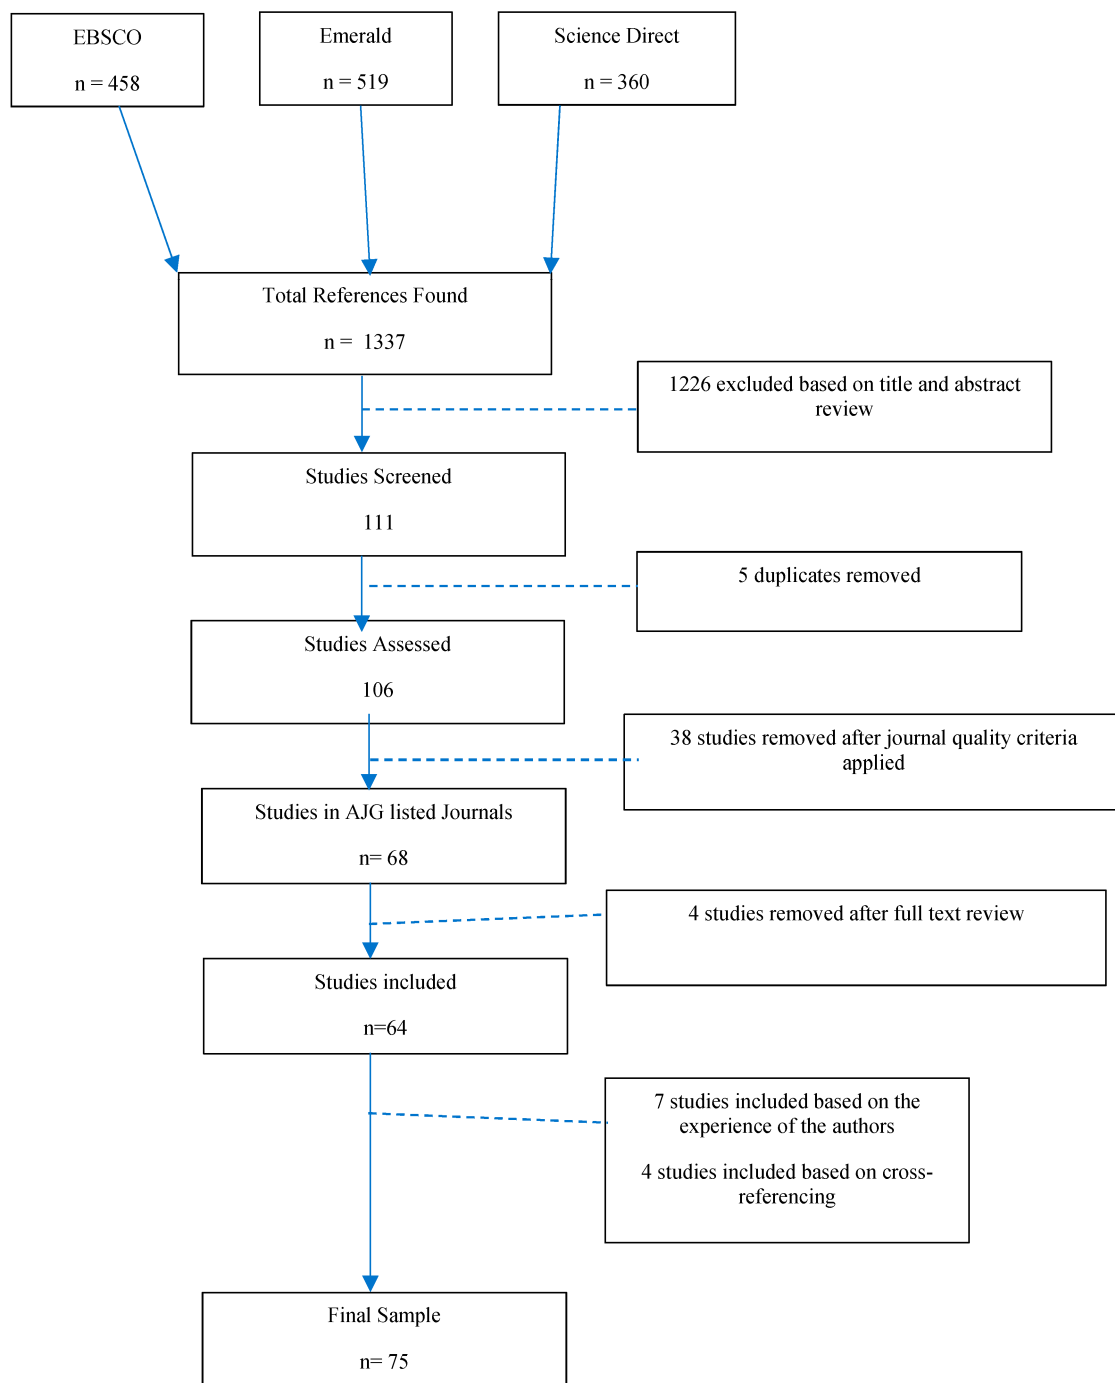 EBSCO
n = 458
Emerald
n = 519
Science Direct
n = 360
Total References Found
n =  1337
1226 excluded based on title and abstract
review
Studies Screened
111
5 duplicates removed
Studies Assessed
106
38 studies removed after journal quality criteria
applied
Studies in AJG listed Journals
n= 68
4 studies removed after full text review
Studies included
n=64
7 studies included based on the
experience of the authors
4 studies included based on cross-
referencing
Final Sample
n= 75